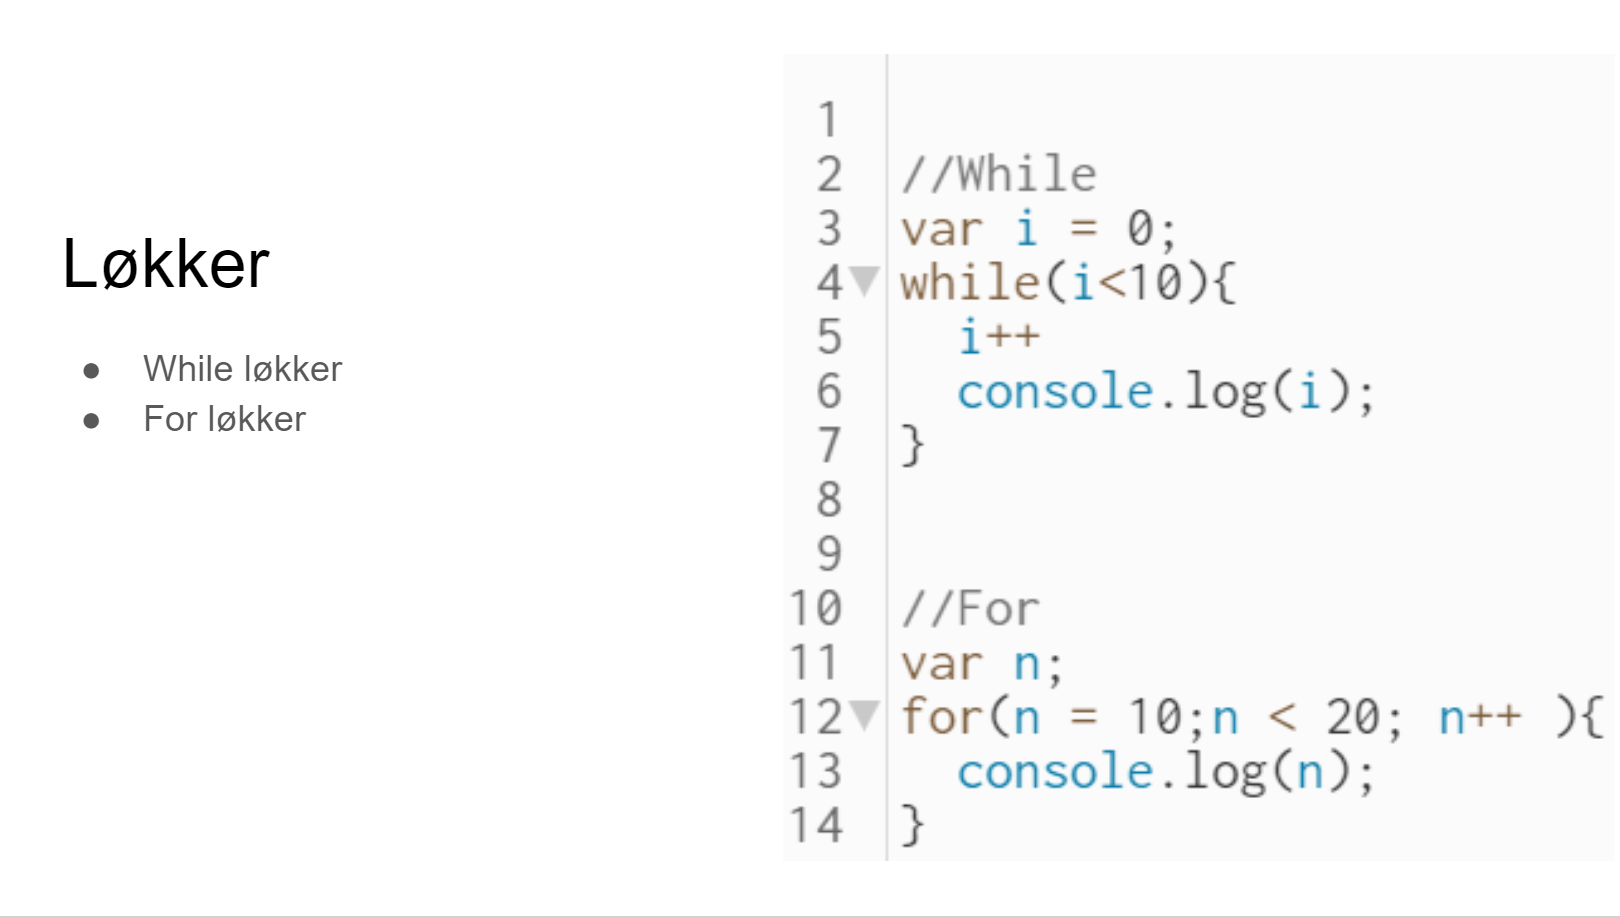 Løkker
● While løkker
● For løkker
1
2 //While
3 var i = 0;
4 while(i<10){
5   i++
6   console.log(i);
7 }
8
9
10 //For
11 var n;
12 for(n = 10;n < 20; n++ ){
13   console.log(n);
14 }